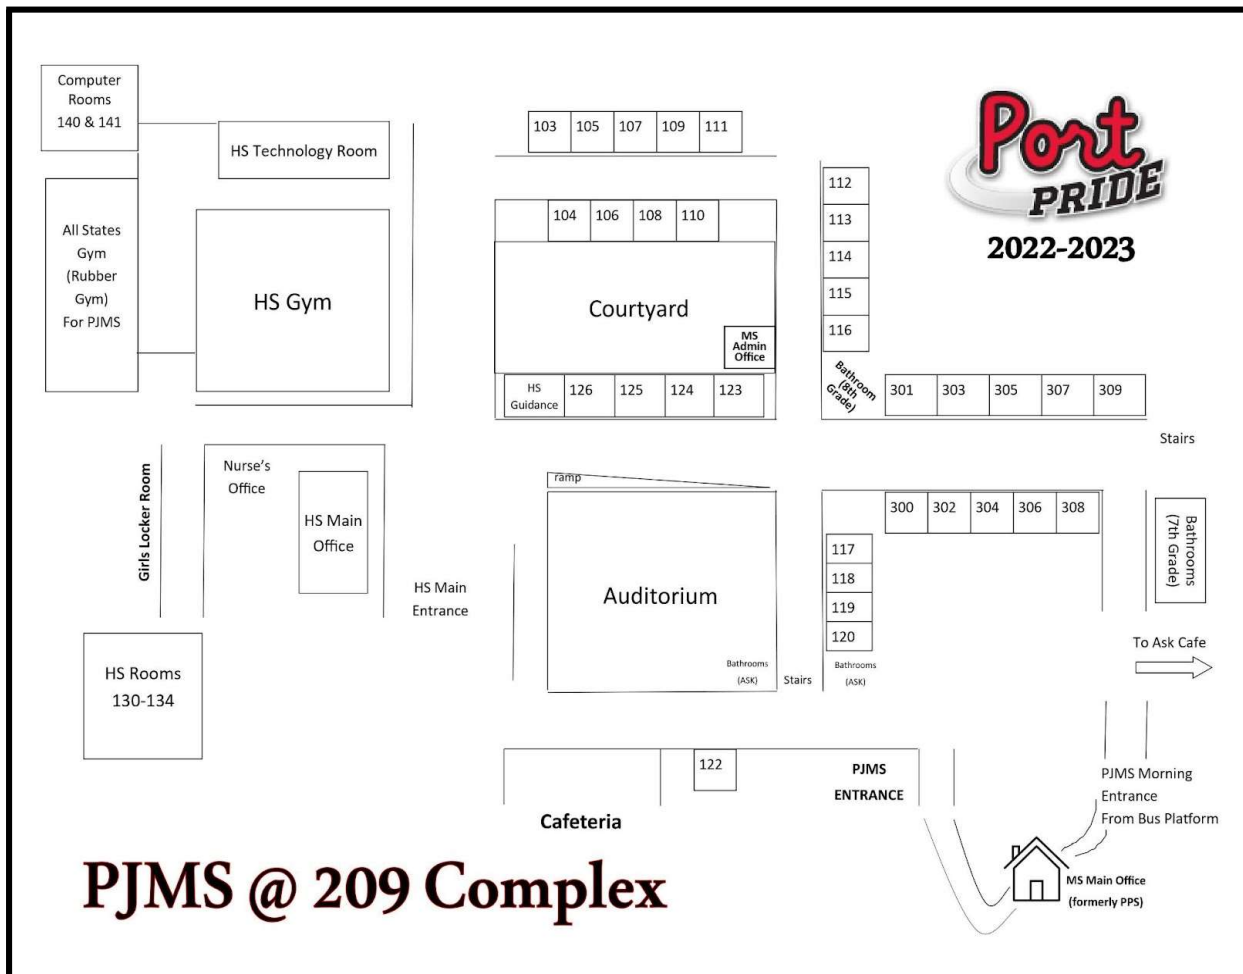 Computer
Rooms
140 & 141
HS Technology Room
103 105 107 109 111
Port
PRIDE
2022-2023
112
113
114
115
116
104 106 108 110
All States
Gym
(Rubber
Gym)
For PJMS
HS Gym
Courtyard
MS
Admin
Office
HS
Guidance
126 125 124 123
Bathroom
(8th
Grade)
301 303 305 307 309
Stairs
Girls Locker Room
Nurse's
Office
HS Main
Office
ramp
300 302 304 306 308
Bathrooms
(7th Grade)
117
118
119
120
HS Main
Entrance
Auditorium
Bathrooms
(ASK)
Stairs
Bathrooms
(ASK)
To Ask Cafe
HS Rooms
130-134
122
PJMS
ENTRANCE
PJMS Morning
Entrance
From Bus Platform
Cafeteria
PJMS @ 209 Complex
MS Main Office
(formerly PPS)